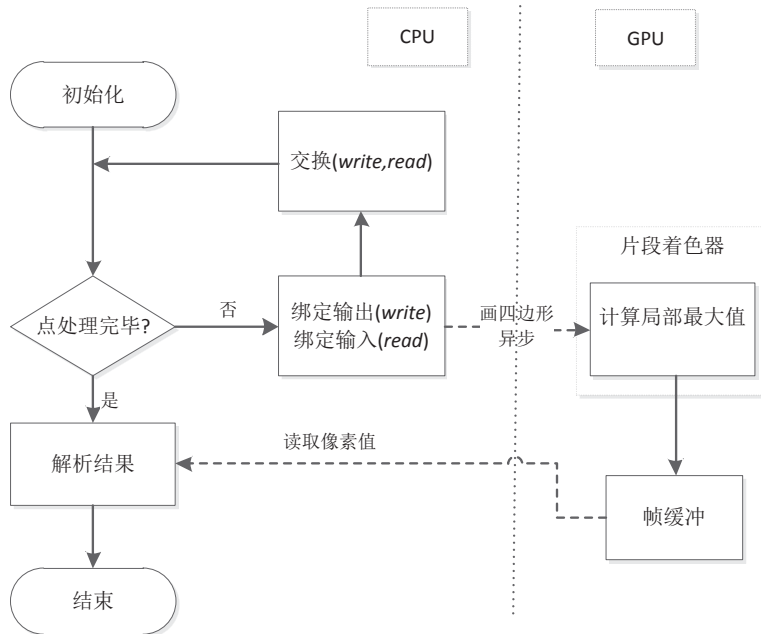 CPU
GPU
初始化
交换(write,read)
片段着色器
点处理完毕?
否
绑定输出(write)
绑定输入(read)
画四边形
异步
计算局部最大值
是
解析结果
读取像素值
帧缓冲
结束